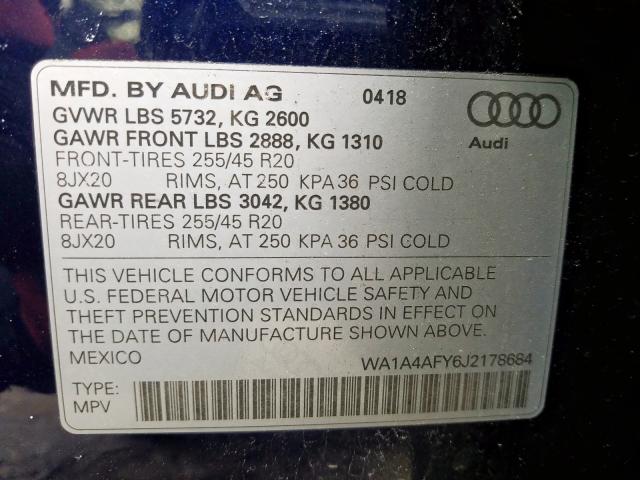 MFD. BY AUDI AG 0418
GVWR LBS 5732, KG 2600
GAWR FRONT LBS 2888, KG 1310
FRONT-TIRES 255/45 R20
8JX20 RIMS, AT 250 KPA 36 PSI COLD
GAWR REAR LBS 3042, KG 1380
REAR-TIRES 255/45 R20
8JX20 RIMS, AT 250 KPA 36 PSI COLD
Audi
THIS VEHICLE CONFORMS TO ALL APPLICABLE
U.S. FEDERAL MOTOR VEHICLE SAFETY AND
THEFT PREVENTION STANDARDS IN EFFECT ON
THE DATE OF MANUFACTURE SHOWN ABOVE.
MEXICO WA1A4AFY6J2178684
TYPE:
MPV